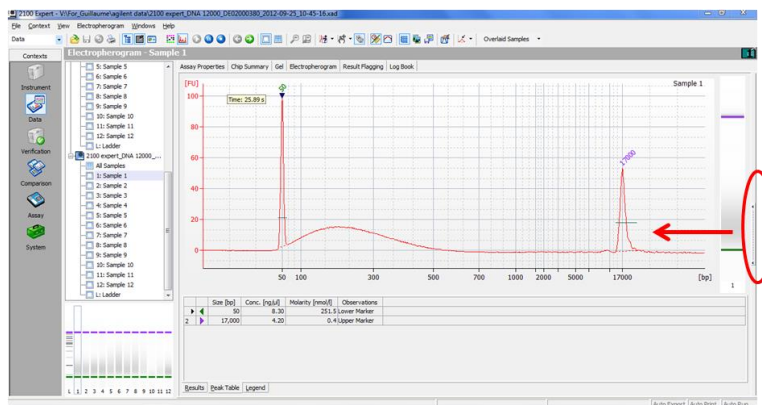 2100 Expert - V:\For_Guillaume\agilent data\2100 expert_DNA 12000_DE02000380_2012-09-25_10-45-16.xad
File Context View Electropherogram Windows Help
Data
Overlaid Samples
Contexts
Electropherogram - Sample 1
Instrument
Data
Verification
Comparison
Assay
System
5: Sample 5
6: Sample 6
7: Sample 7
8: Sample 8
9: Sample 9
10: Sample 10
11: Sample 11
12: Sample 12
L: Ladder
2100 expert_DNA 12000_...
All Samples
1: Sample 1
2: Sample 2
3: Sample 3
4: Sample 4
5: Sample 5
6: Sample 6
7: Sample 7
8: Sample 8
9: Sample 9
10: Sample 10
11: Sample 11
12: Sample 12
L: Ladder
L 1 2 3 4 5 6 7 8 9 10 11 12
Assay Properties Chip Summary Gel Electropherogram Result Flagging Log Book
[FU]
Sample 1
100
80
60
40
20
0
Time: 25.89 s
50
17000
50 100 300 500 700 1000 2000 5000 17000 [bp]
1
Size [bp] Conc. [ng/µl] Molarity [nmol/l] Observations
50 8.30 251.5 Lower Marker
2 17,000 4.20 0.4 Upper Marker
Results Peak Table Legend
Auto Export Auto Print Auto Run